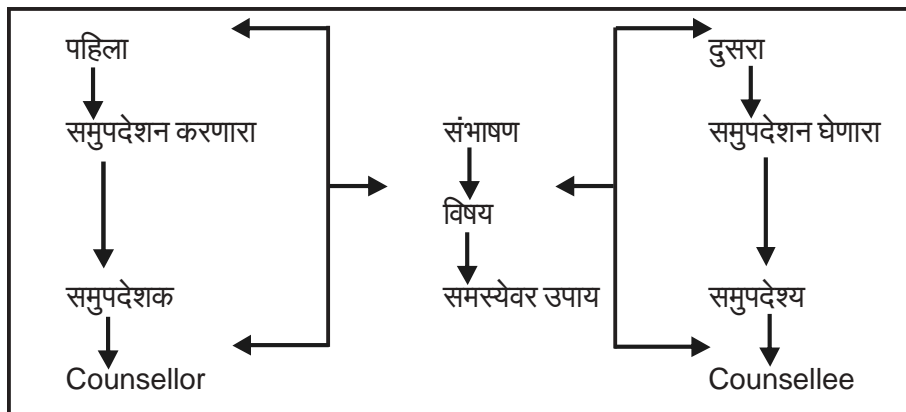 पहिला
दुसरा
समुपदेशन करणारा
संभाषण
समुपदेशन घेणारा
विषय
समुपदेशक
समस्येवर उपाय
समुपदेश्य
Counsellor
Counsellee